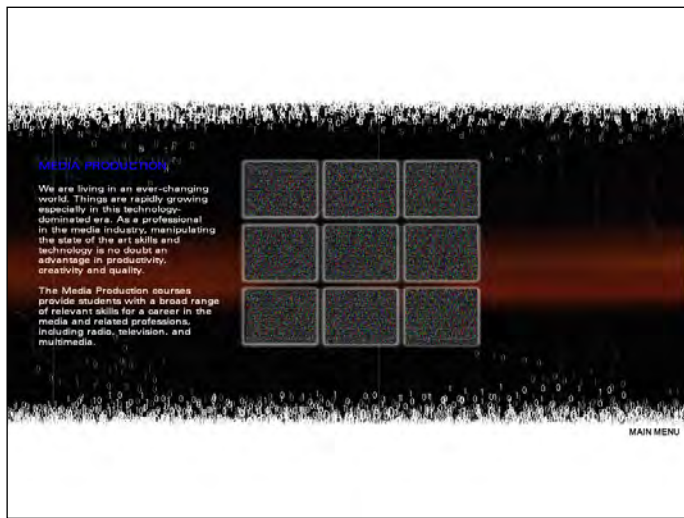 MEDIA PRODUCTION
We are living in an ever-changing
world. Things are rapidly growing
especially in this technology-
dominated era. As a professional
in the media industry, manipulating
the state of the art skills and
technology is no doubt an
advantage in productivity,
creativity and quality.
The Media Production courses
provide students with a broad range
of relevant skills for a career in the
media and related professions,
including radio, television, and
multimedia.
MAIN MENU